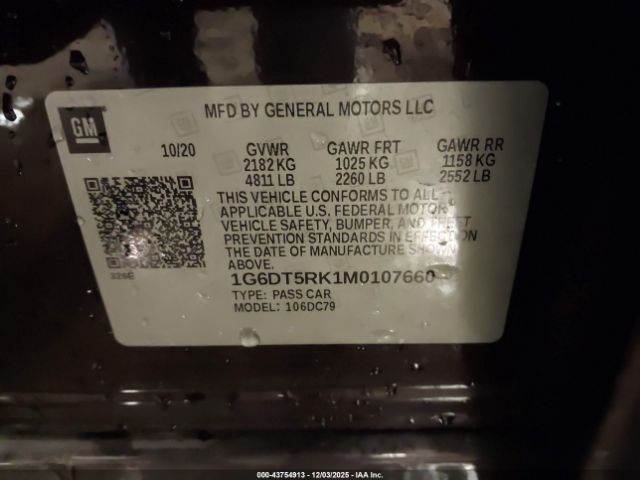 MFD BY GENERAL MOTORS LLC
GM
10/20 GVWR GAWR FRT GAWR RR
2182 KG 1025 KG 1158 KG
4811 LB 2260 LB 2552 LB
THIS VEHICLE CONFORMS TO ALL
APPLICABLE U.S. FEDERAL MOTOR
VEHICLE SAFETY, BUMPER, AND THEFT
PREVENTION STANDARDS IN EFFECT ON
THE DATE OF MANUFACTURE SHOWN
ABOVE.
326E
1G6DT5RK1M0107660
TYPE: PASS CAR
MODEL: 106DC79
000-43754913 - 12/03/2025 - IAA Inc.